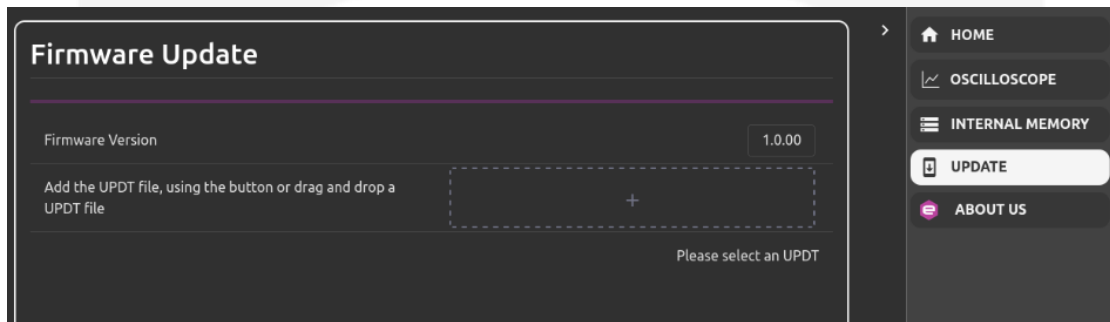 Firmware Update
Firmware Version
1.0.00
Add the UPDT file, using the button or drag and drop a
UPDT file
+
Please select an UPDT
HOME
OSCILLOSCOPE
INTERNAL MEMORY
UPDATE
ABOUT US